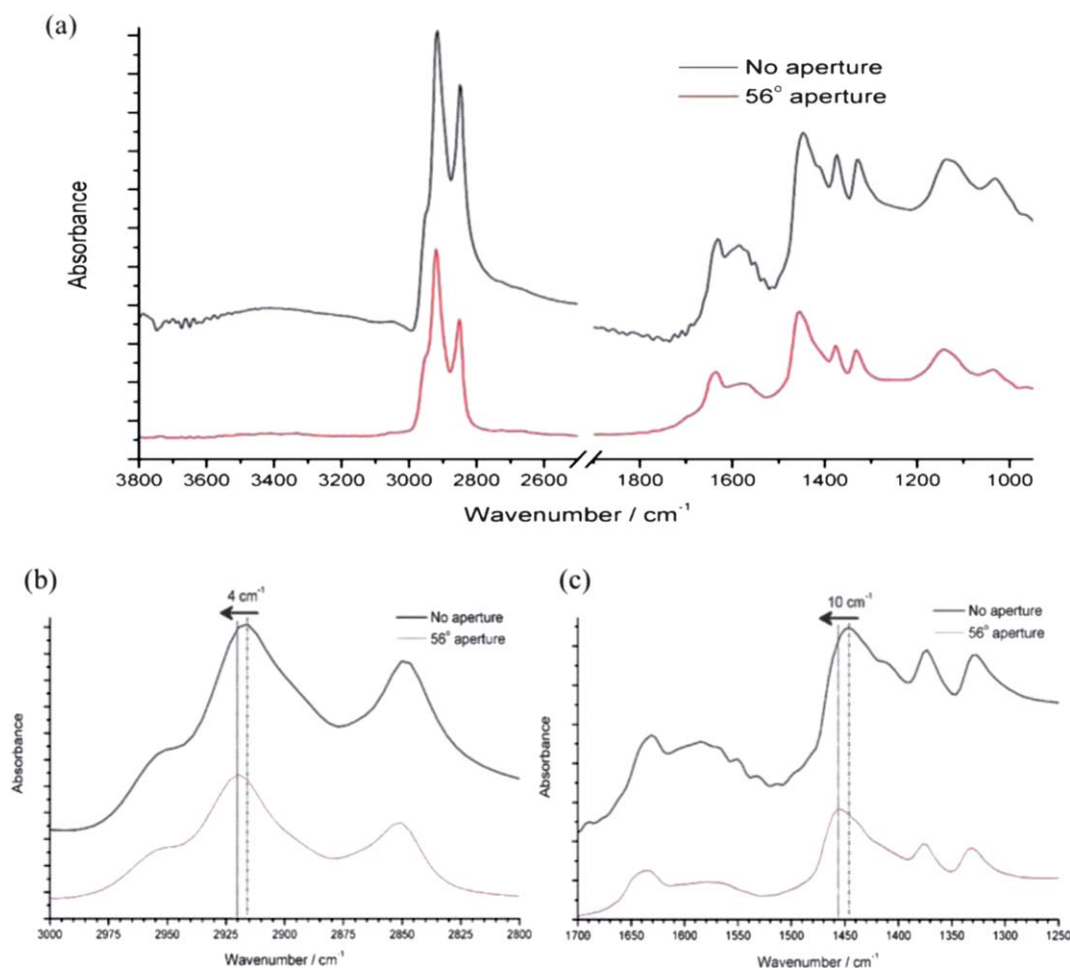 (a)
No aperture
56° aperture
Absorbance
3800 3600 3400 3200 3000 2800 2600 1800 1600 1400 1200 1000
Wavenumber / cm⁻¹
(b)
4 cm⁻¹
No aperture
56° aperture
Absorbance
3000 2975 2950 2925 2900 2875 2850 2825 2800
Wavenumber / cm⁻¹
(c)
10 cm⁻¹
No aperture
56° aperture
Absorbance
1700 1650 1600 1550 1500 1450 1400 1350 1300 1250
Wavenumber / cm⁻¹